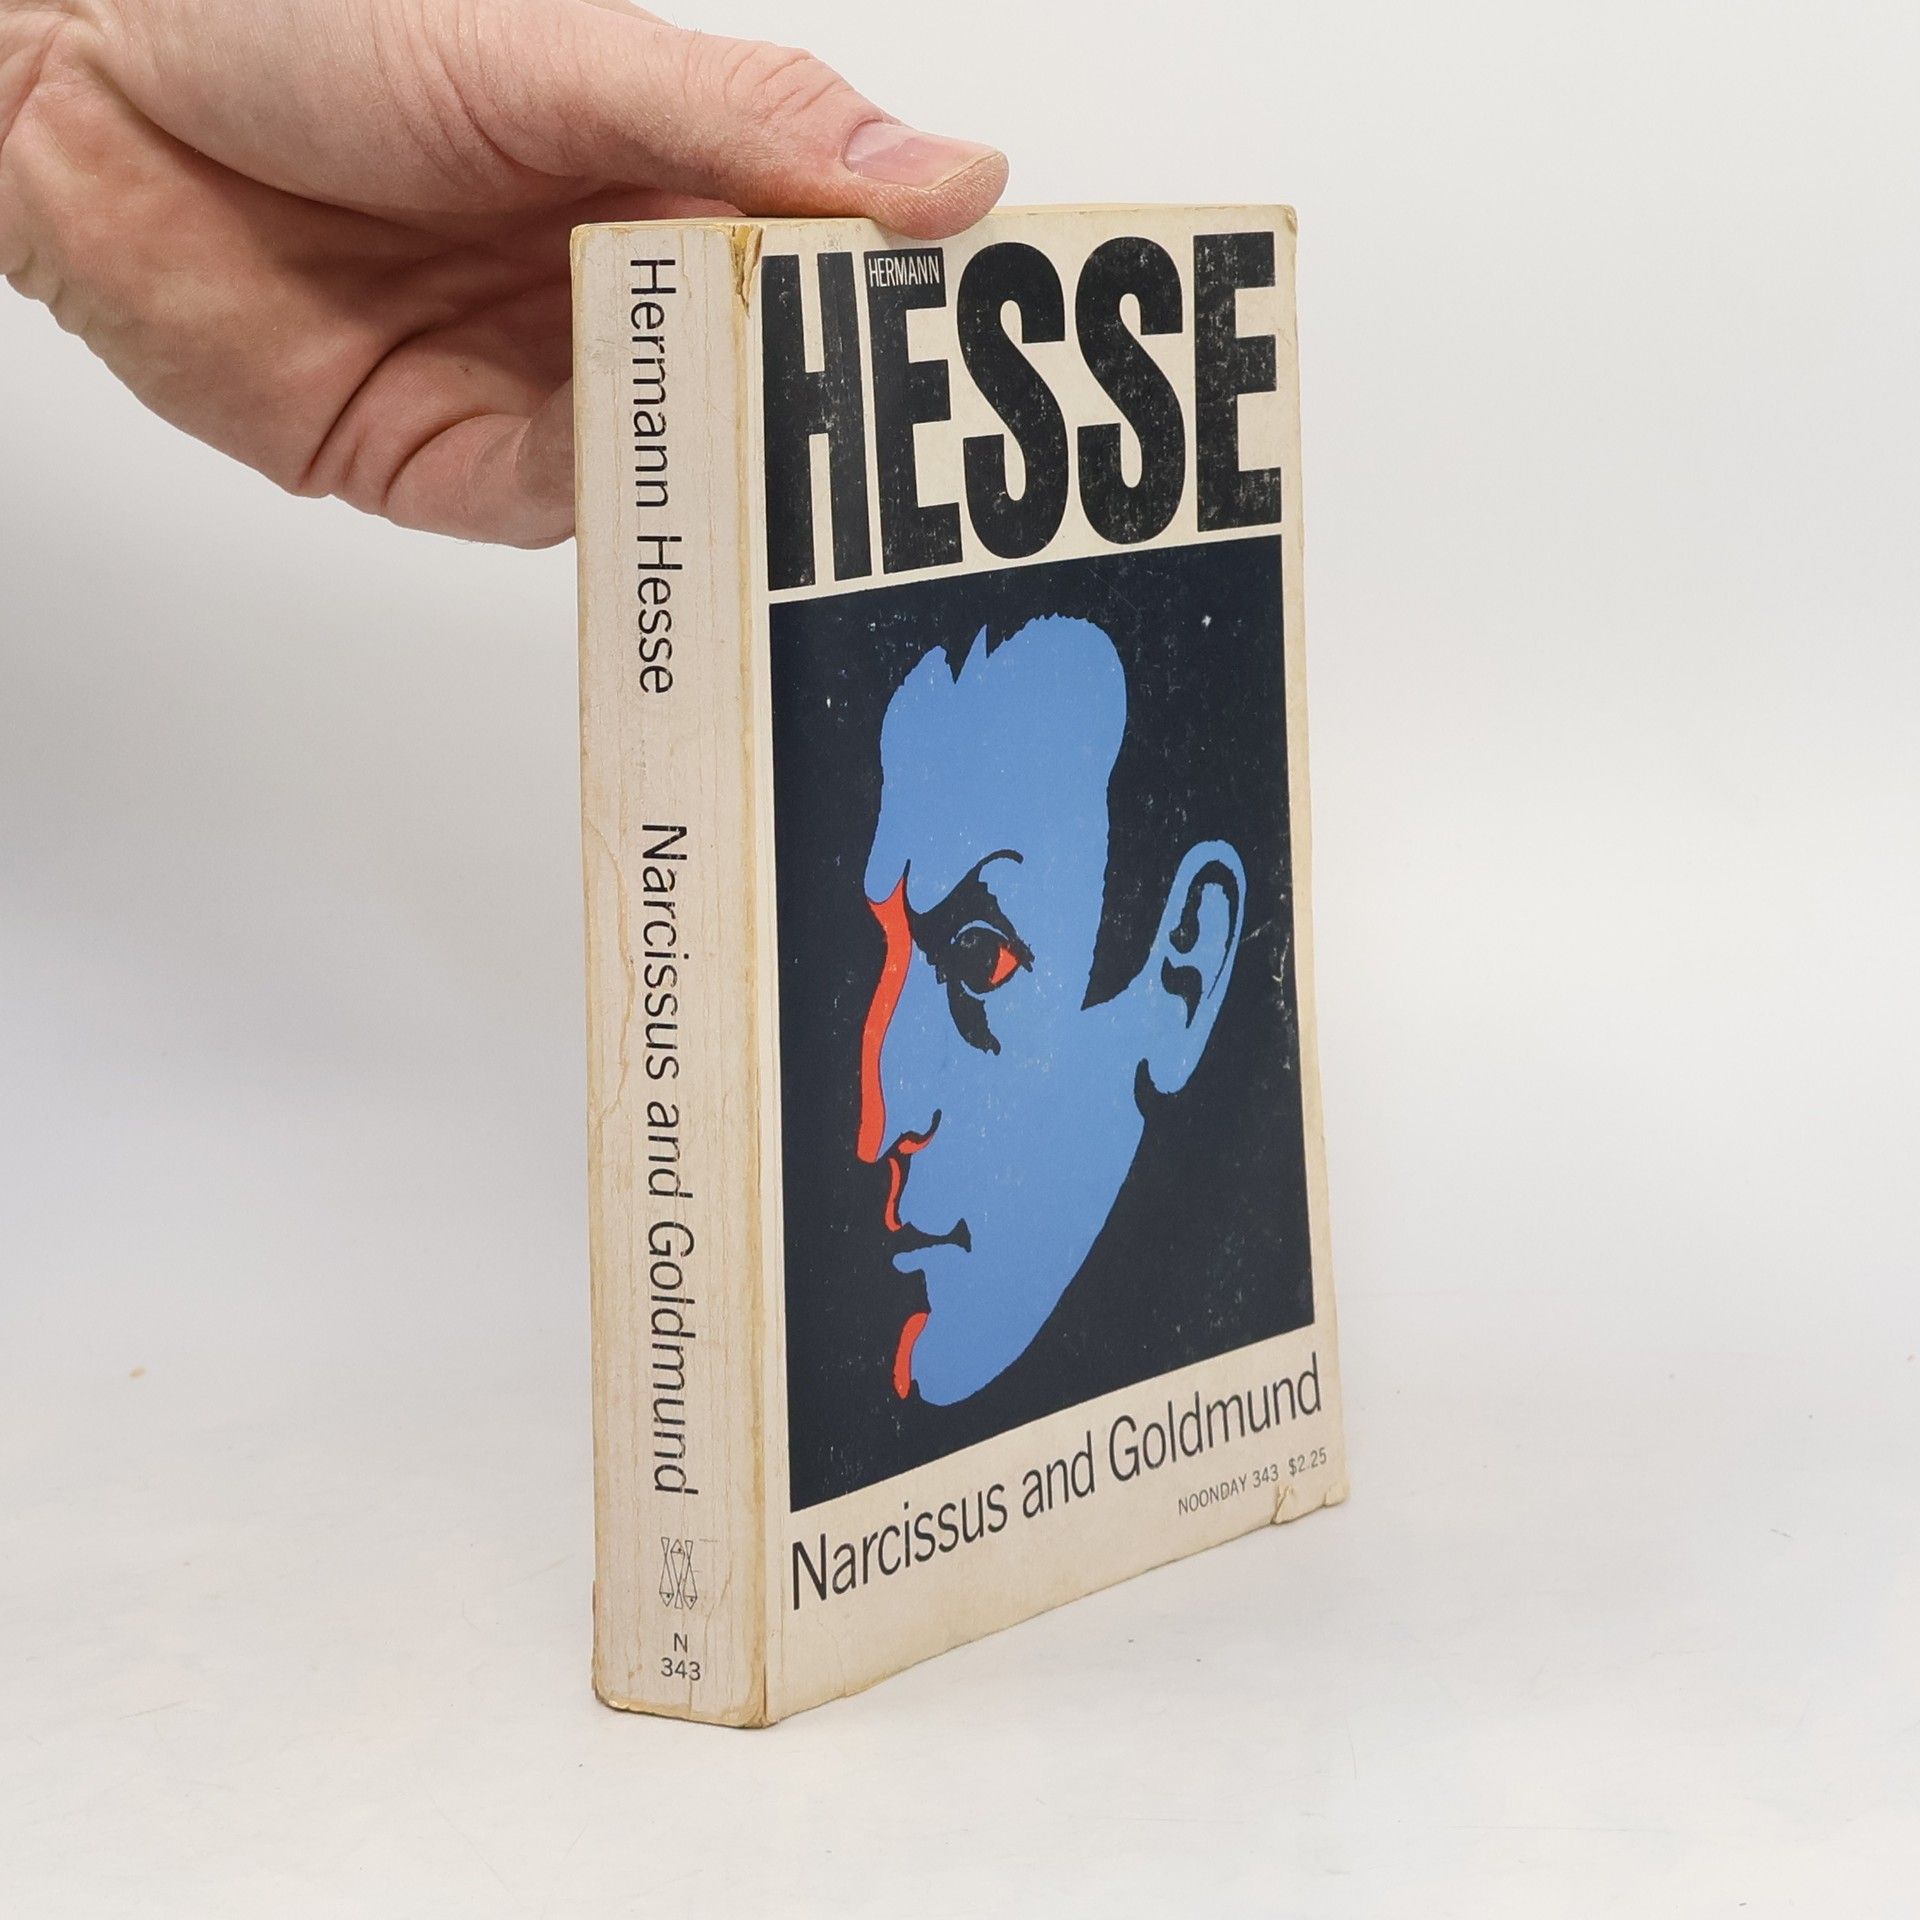 Hermann Hesse Narcissus and Goldmund
N
343
HERMANN
HESSE
Narcissus and Goldmund
NOONDAY 343 $2.25